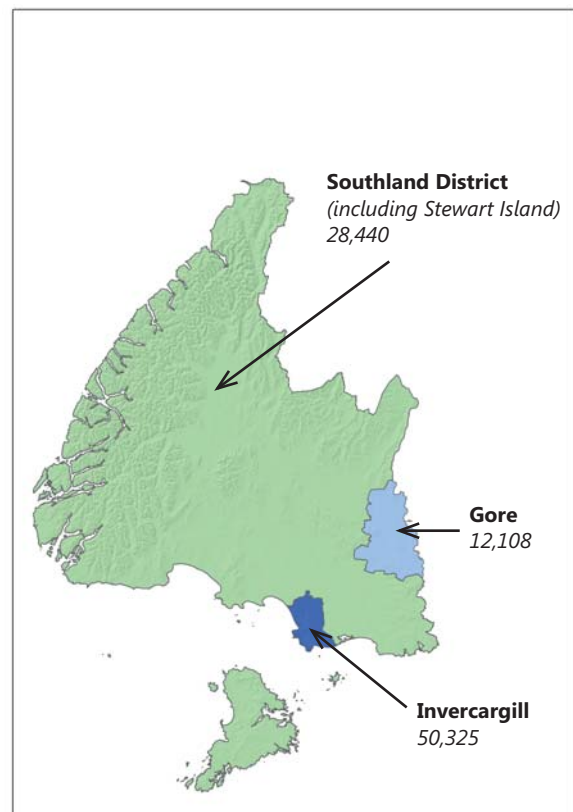 Southland District
(including Stewart Island)
28,440
Gore
12,108
Invercargill
50,325